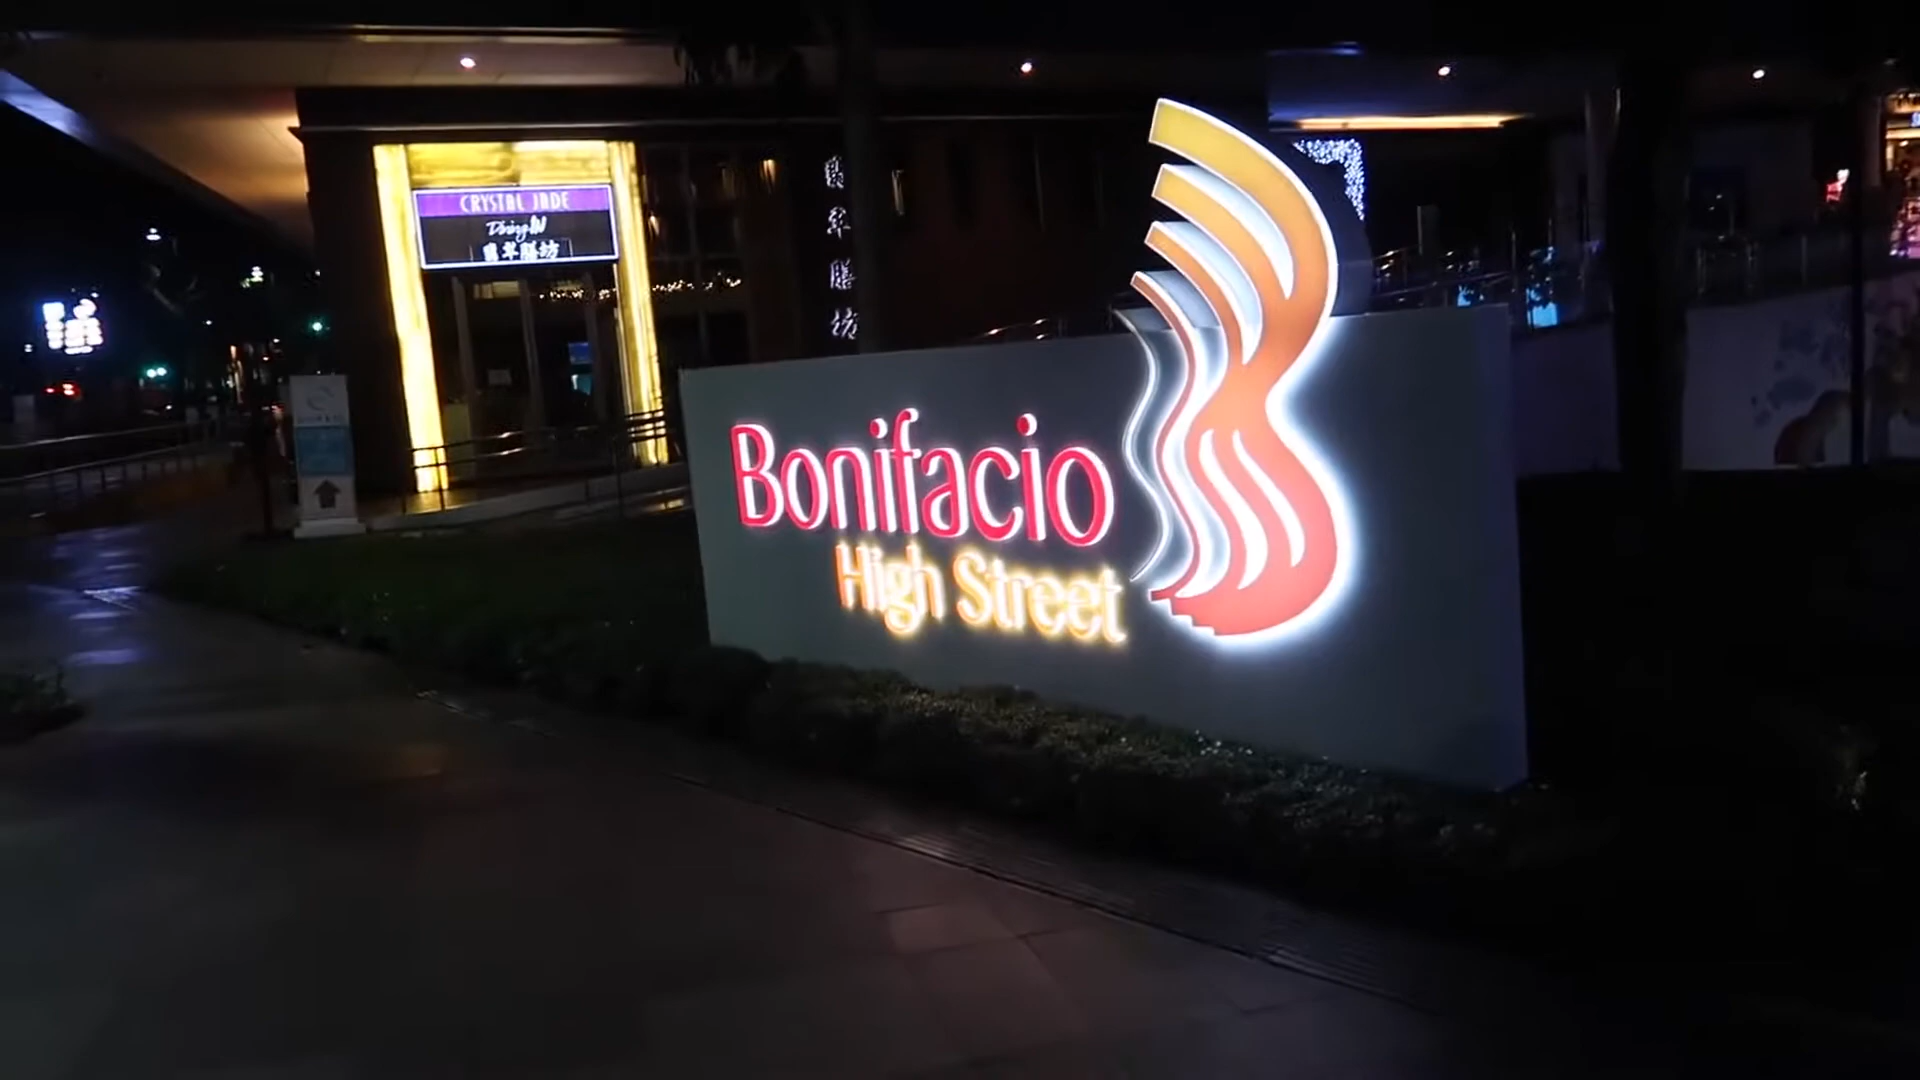 CRYSTAL JADE
Dining IN
翡翠膳坊
翡翠膳坊
Bonifacio
High Street